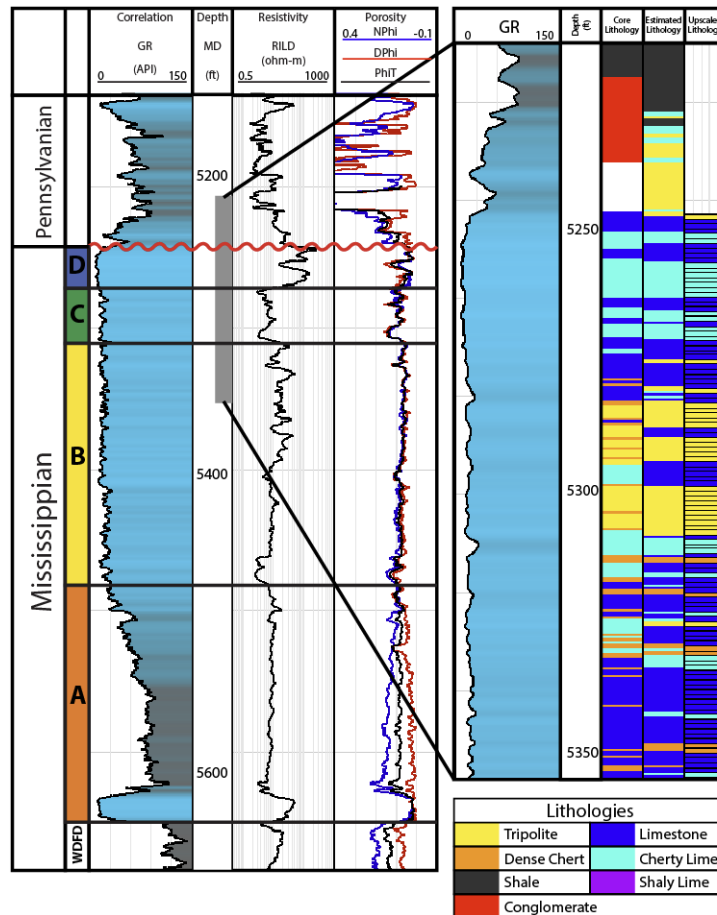 Correlation
GR
(API)
0 150
Depth
MD
(ft)
Resistivity
RILD
(ohm-m)
0.5 1000
Porosity
0.4 NPhi -0.1
DPhi
PhiT
GR
0 150
Depth
(ft)
Core
Lithology
Estimated
Lithology
Upscale
Lithology
Pennsylvanian
Mississippian
D
C
B
A
WDFD
5200
5400
5600
5250
5300
5350
Lithologies
Tripolite
Limestone
Dense Chert
Cherty Lime
Shale
Shaly Lime
Conglomerate